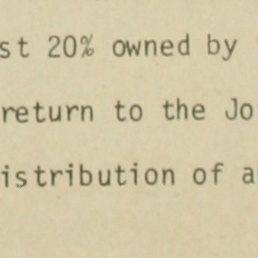 st 20% owned by
return to the Jo
istribution of a